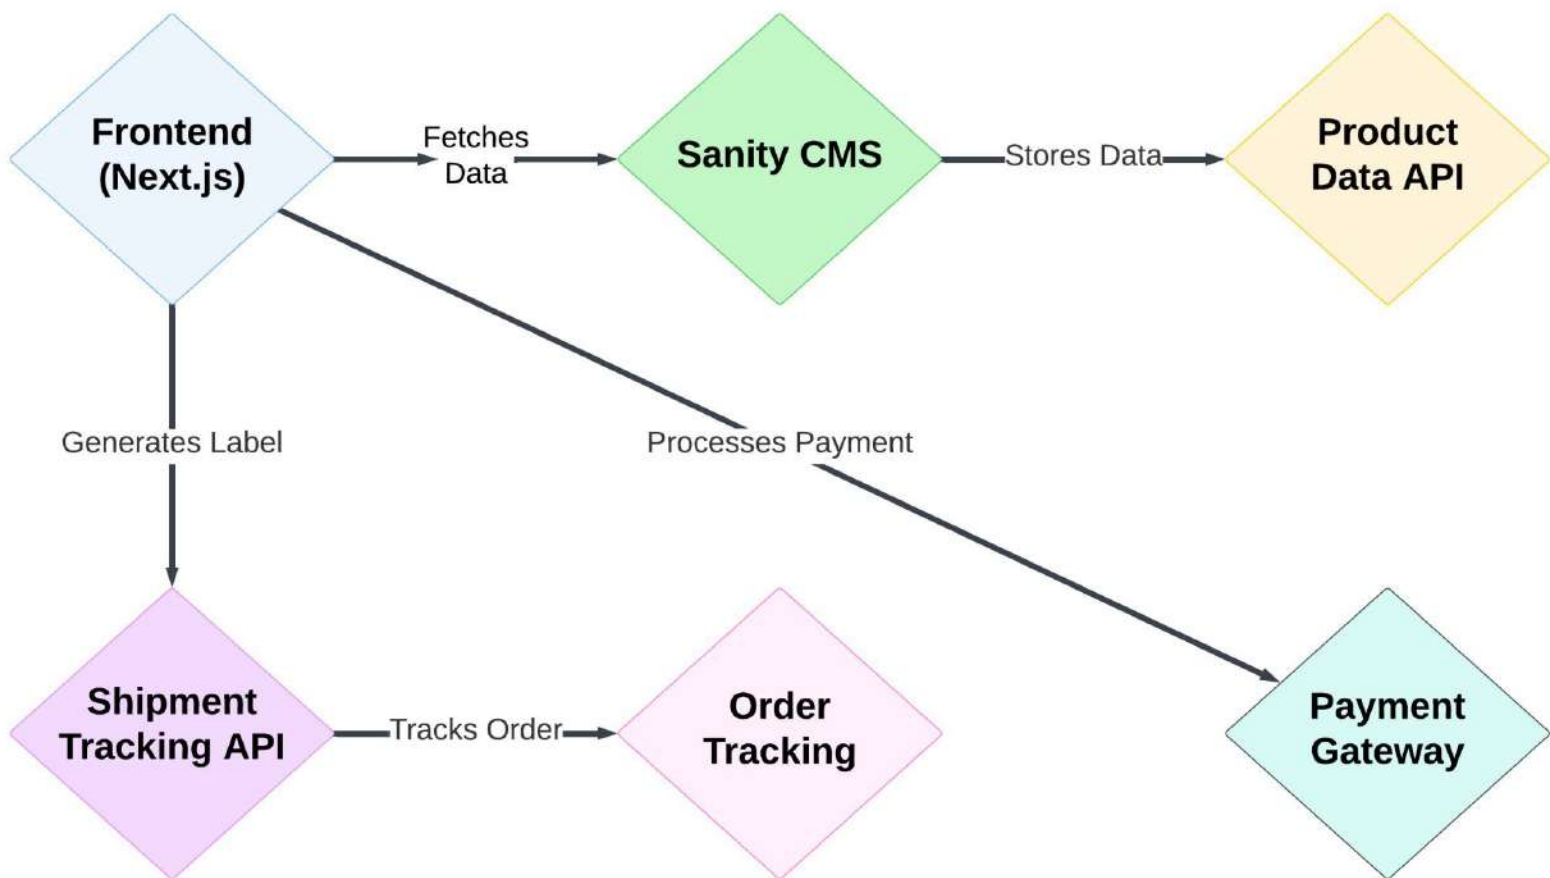 Frontend
(Next.js)
Fetches
Data
Sanity CMS
Stores Data
Product
Data API
Generates Label
Processes Payment
Shipment
Tracking API
Tracks Order
Order
Tracking
Payment
Gateway